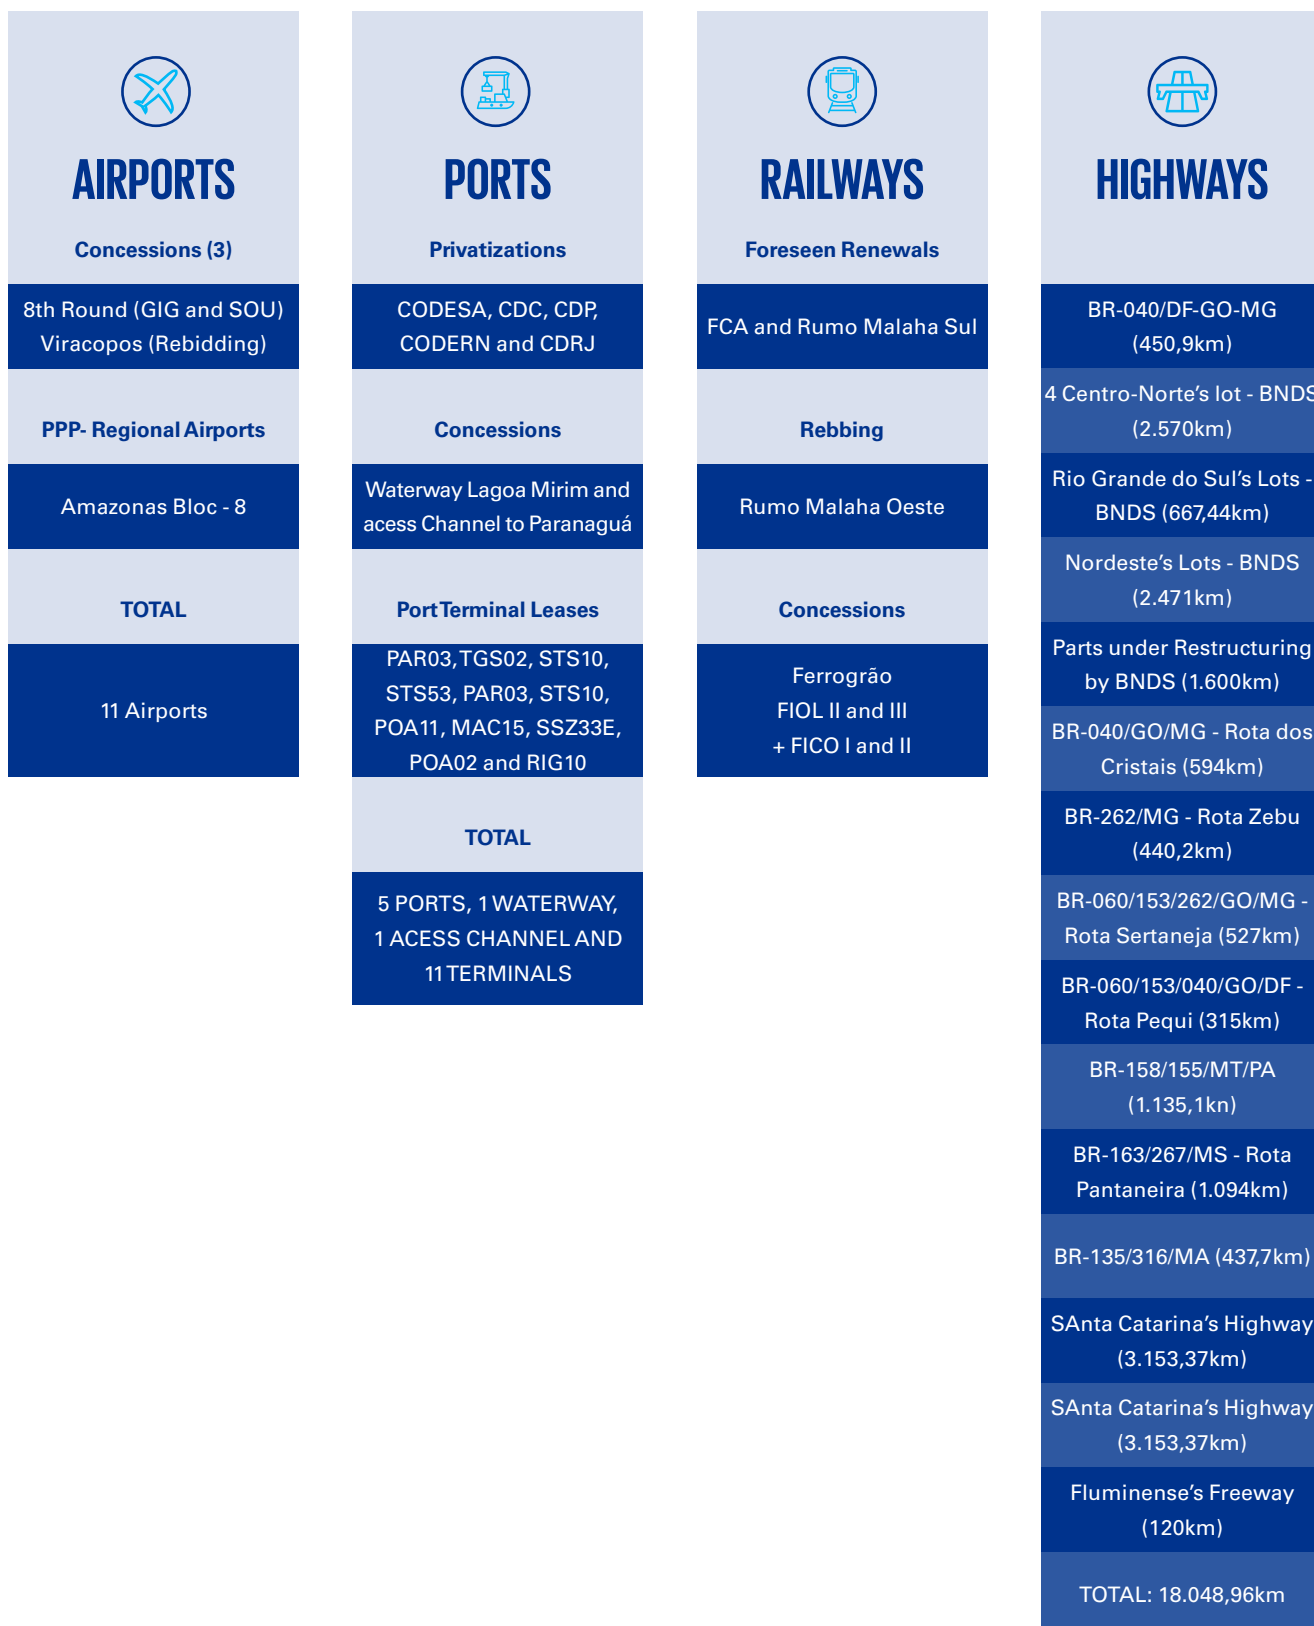 AIRPORTS
Concessions (3)
8th Round (GIG and SOU)
Viracopos (Rebidding)
PPP- Regional Airports
Amazonas Bloc - 8
TOTAL
11 Airports
PORTS
Privatizations
CODESA, CDC, CDP,
CODERN and CDRJ
Concessions
Waterway Lagoa Mirim and
acess Channel to Paranaguá
Port Terminal Leases
PAR03, TGS02, STS10,
STS53, PAR03, STS10,
POA11, MAC15, SSZ33E,
POA02 and RIG10
TOTAL
5 PORTS, 1 WATERWAY,
1 ACESS CHANNEL AND
11 TERMINALS
RAILWAYS
Foreseen Renewals
FCA and Rumo Malaha Sul
Rebbing
Rumo Malaha Oeste
Concessions
Ferrogrão
FIOL II and III
+ FICO I and II
HIGHWAYS
BR-040/DF-GO-MG
(450,9km)
4 Centro-Norte’s lot - BNDS
(2.570km)
Rio Grande do Sul’s Lots -
BNDS (667,44km)
Nordeste’s Lots - BNDS
(2.471km)
Parts under Restructuring
by BNDS (1.600km)
BR-040/GO/MG - Rota dos
Cristais (594km)
BR-262/MG - Rota Zebu
(440,2km)
BR-060/153/262/GO/MG -
Rota Sertaneja (527km)
BR-060/153/040/GO/DF -
Rota Pequi (315km)
BR-158/155/MT/PA
(1.135,1kn)
BR-163/267/MS - Rota
Pantaneira (1.094km)
BR-135/316/MA (437,7km)
SAnta Catarina’s Highway
(3.153,37km)
SAnta Catarina’s Highway
(3.153,37km)
Fluminense’s Freeway
(120km)
TOTAL: 18.048,96km